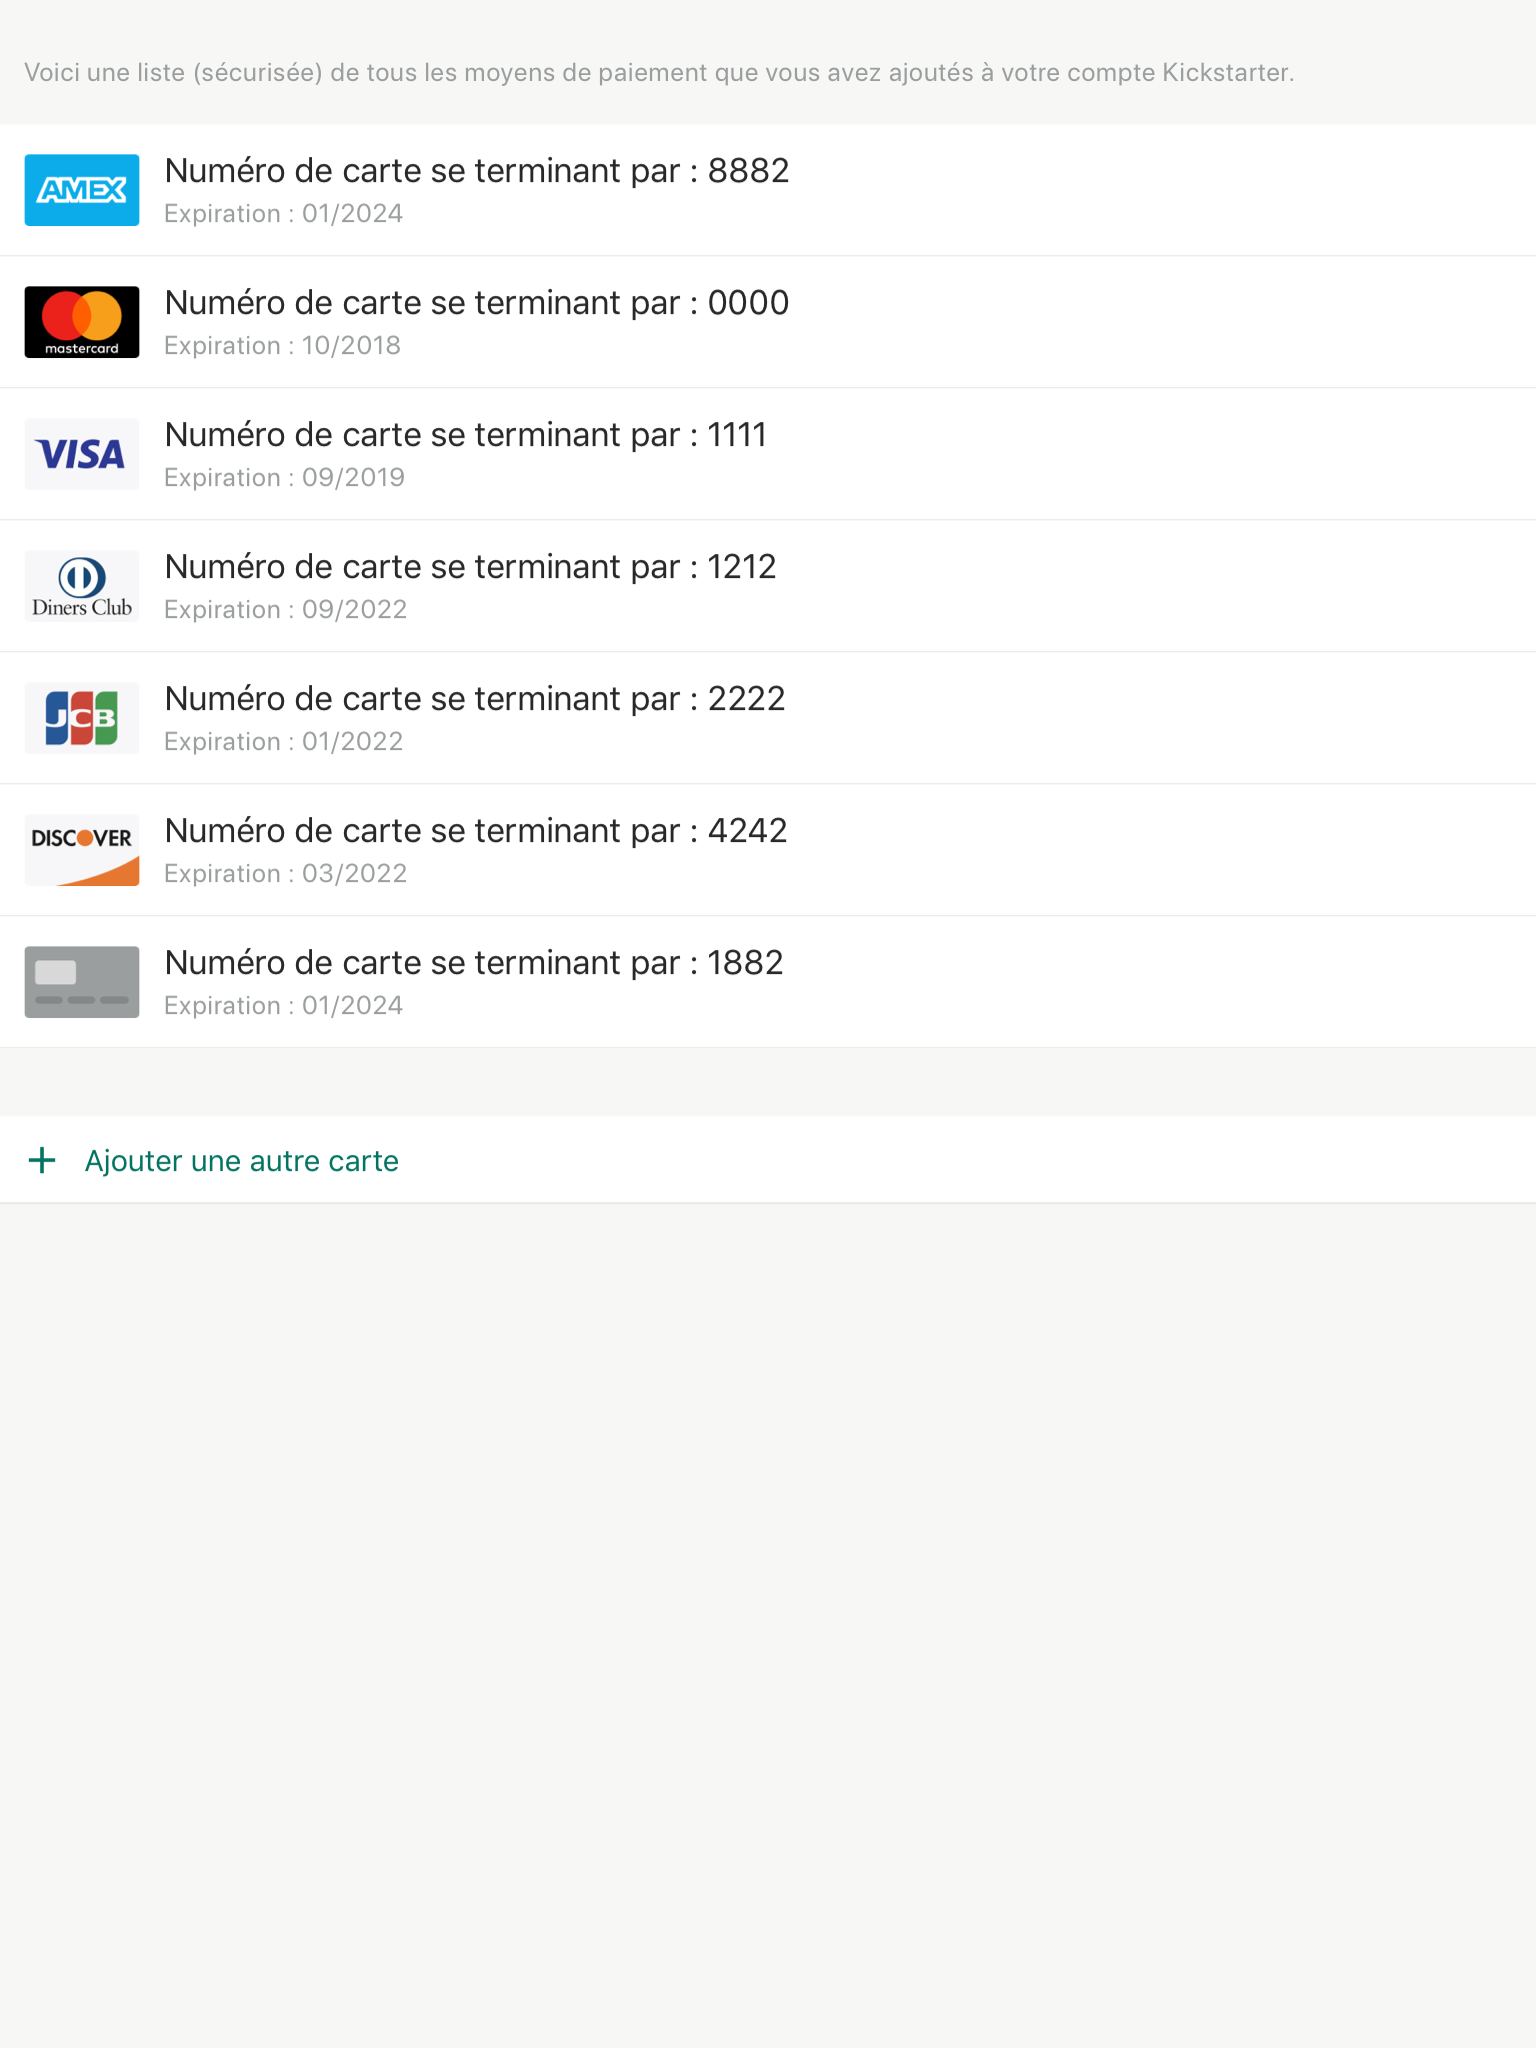 Voici une liste (sécurisée) de tous les moyens de paiement que vous avez ajoutés à votre compte Kickstarter.
AMEX
Numéro de carte se terminant par : 8882
Expiration : 01/2024
mastercard
Numéro de carte se terminant par : 0000
Expiration : 10/2018
VISA
Numéro de carte se terminant par : 1111
Expiration : 09/2019
Diners Club
Numéro de carte se terminant par : 1212
Expiration : 09/2022
JCB
Numéro de carte se terminant par : 2222
Expiration : 01/2022
DISCOVER
Numéro de carte se terminant par : 4242
Expiration : 03/2022
Numéro de carte se terminant par : 1882
Expiration : 01/2024
+ Ajouter une autre carte